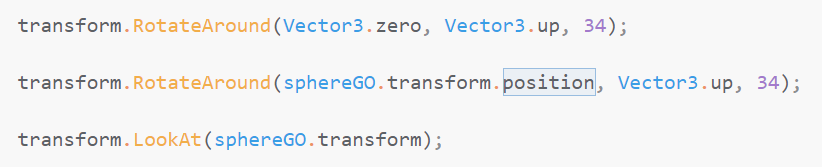 transform.RotateAround(Vector3.zero, Vector3.up, 34);
transform.RotateAround(sphereGO.transform.position, Vector3.up, 34);
transform.LookAt(sphereGO.transform);